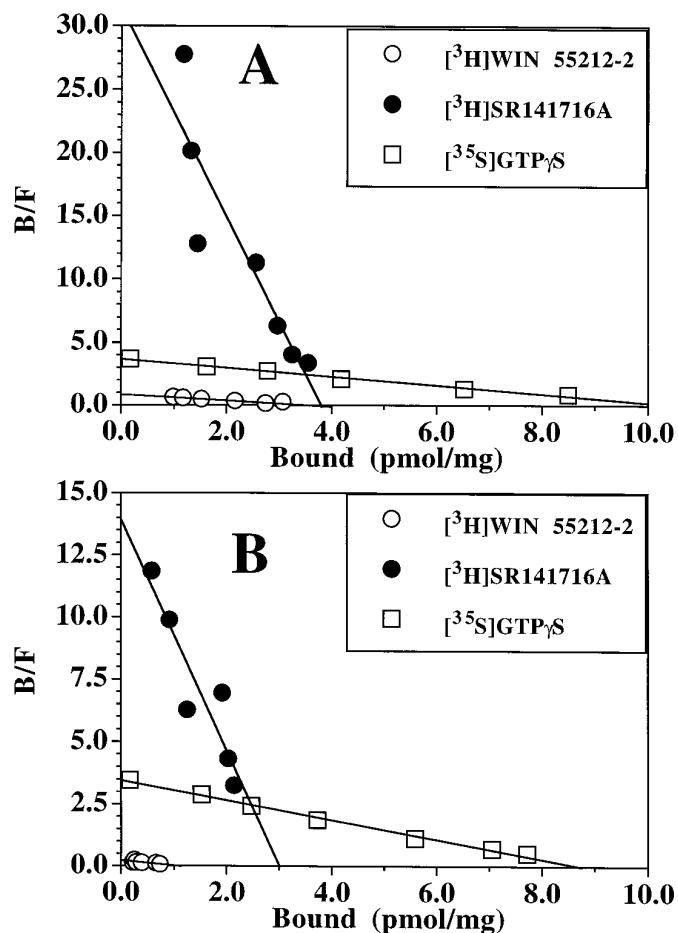 A
30.0
25.0
20.0
15.0
10.0
5.0
0.0
B/F
[³H]WIN 55212-2
[³H]SR141716A
[³⁵S]GTPγS
0.0 2.0 4.0 6.0 8.0 10.0
Bound (pmol/mg)
B
15.0
12.5
10.0
7.5
5.0
2.5
0.0
B/F
[³H]WIN 55212-2
[³H]SR141716A
[³⁵S]GTPγS
0.0 2.0 4.0 6.0 8.0 10.0
Bound (pmol/mg)